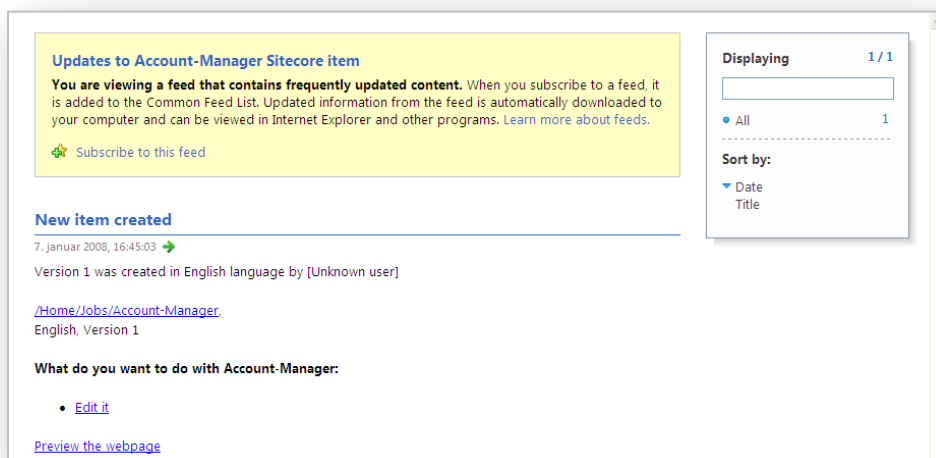 Updates to Account-Manager Sitecore item
You are viewing a feed that contains frequently updated content. When you subscribe to a feed, it
is added to the Common Feed List. Updated information from the feed is automatically downloaded to
your computer and can be viewed in Internet Explorer and other programs. Learn more about feeds.
Subscribe to this feed
New item created
7. januar 2008, 16:45:03
Version 1 was created in English language by [Unknown user]
/Home/Jobs/Account-Manager,
English, Version 1
What do you want to do with Account-Manager:
• Edit it
Preview the webpage
Displaying 1 / 1
All 1
Sort by:
Date
Title